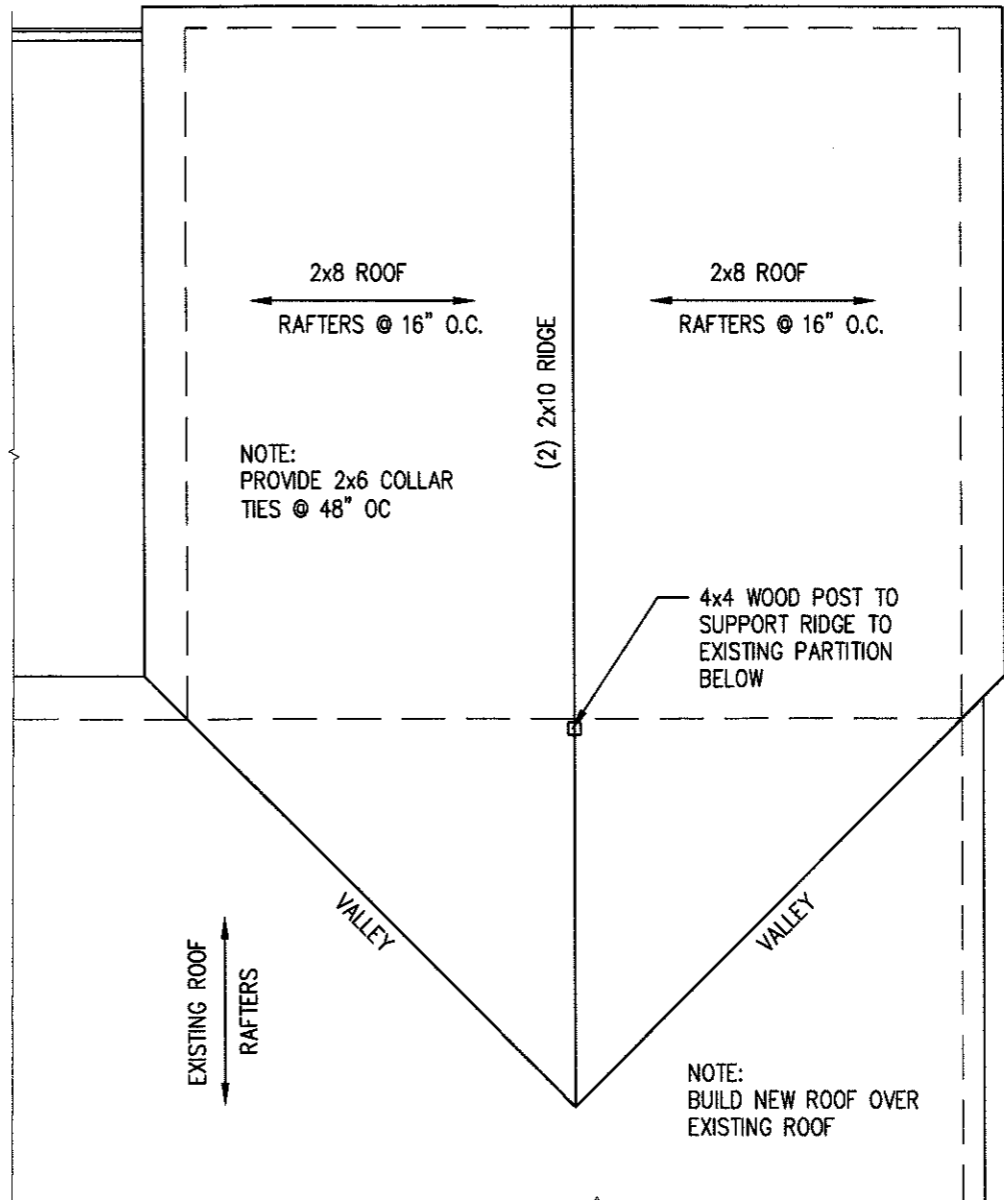 2x8 ROOF
RAFTERS @ 16" O.C.
2x8 ROOF
RAFTERS @ 16" O.C.
(2) 2x10 RIDGE
NOTE:
PROVIDE 2x6 COLLAR
TIES @ 48" OC
4x4 WOOD POST TO
SUPPORT RIDGE TO
EXISTING PARTITION
BELOW
VALLEY
VALLEY
EXISTING ROOF
RAFTERS
NOTE:
BUILD NEW ROOF OVER
EXISTING ROOF